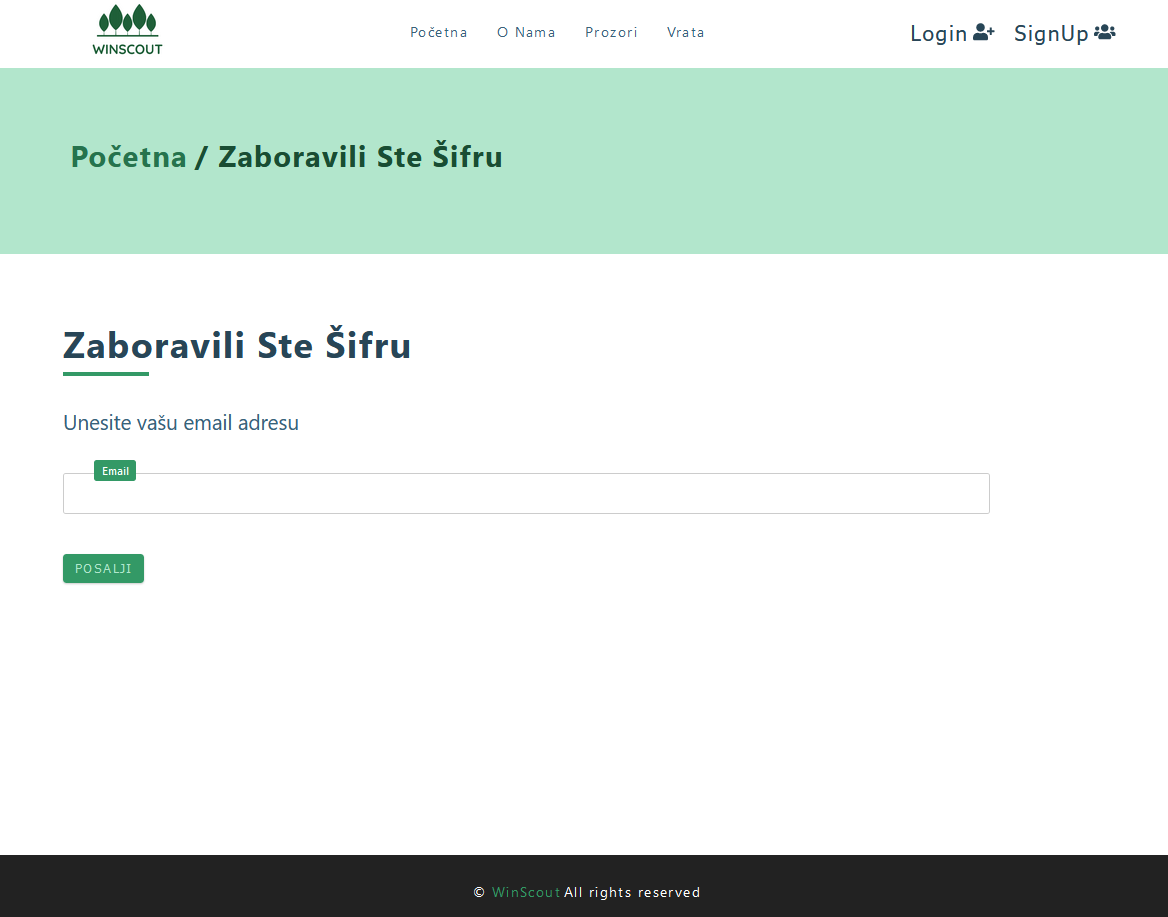 WINSCOUT
Početna O Nama Prozori Vrata
Login SignUp
Početna / Zaboravili Ste Šifru
Zaboravili Ste Šifru
Unesite vašu email adresu
Email
POSALJI
© WinScout All rights reserved